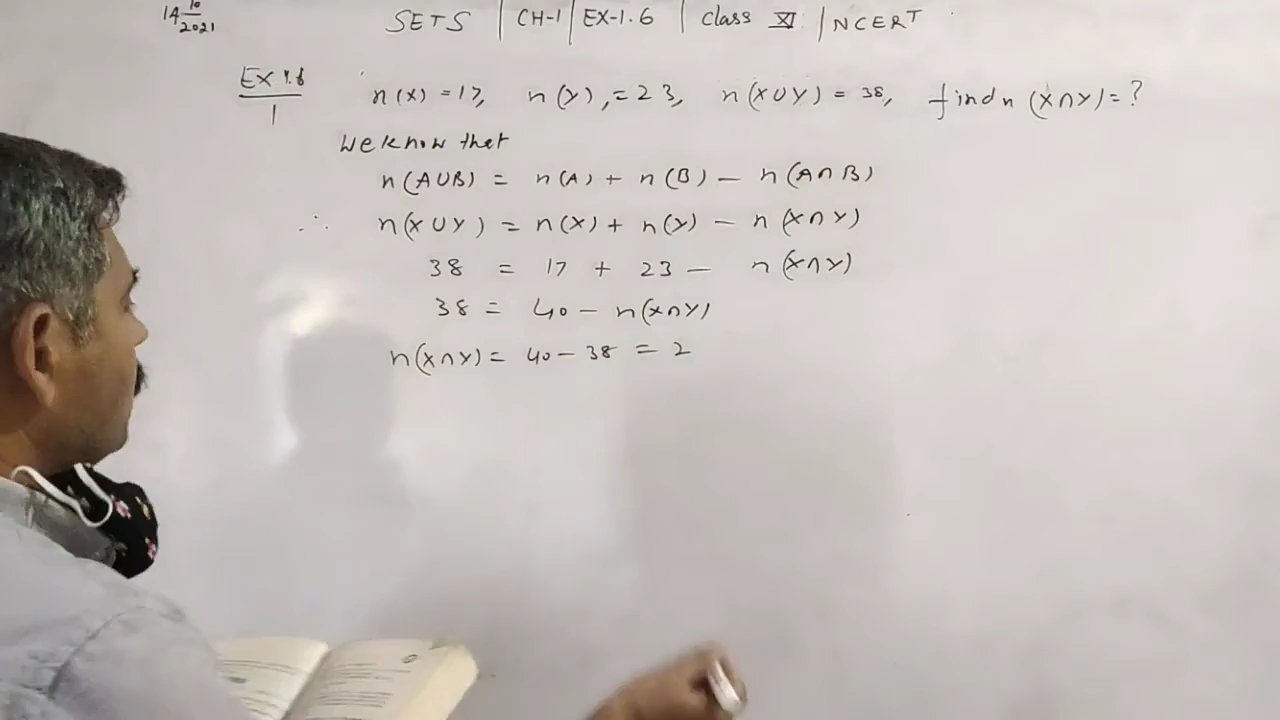 14 10/2021
SETS | CH-1 | EX-1.6 | Class XI | NCERT
Ex 1.6
1
n(X) = 17, n(Y), = 23, n(X∪Y) = 38, find n (X∩Y) = ?
We know that
n(A∪B) = n(A) + n(B) - n(A∩B)
∴ n(X∪Y) = n(X) + n(Y) - n(X∩Y)
38 = 17 + 23 - n(X∩Y)
38 = 40 - n(X∩Y)
n(X∩Y) = 40 - 38 = 2